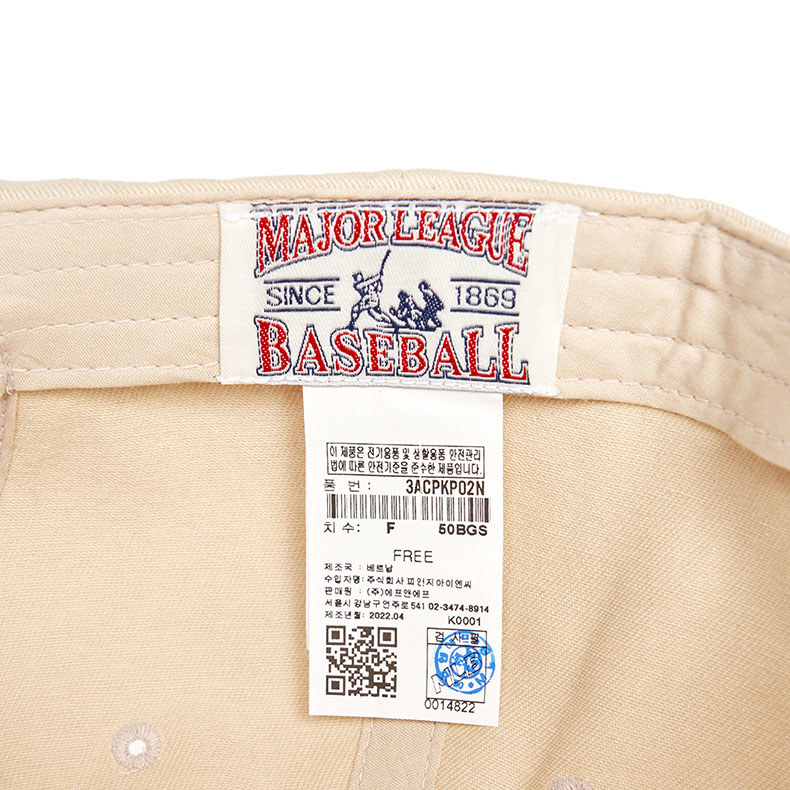 MAJOR LEAGUE
SINCE 1869
BASEBALL
이 제품은 전기용품 및 생활용품 안전관리
법에 따른 안전기준을 준수한 제품입니다.
품 번 : 3ACPKP02N
치 수 : F 50BGS
FREE
제조국 : 베트남
수입자명: 주식회사 피앤지아이엔씨
판매원 : (주)에프앤에프
서울시 강남구 언주로 541 02-3474-8914
제조년월: 2022.04
K0001
검 사 필
0014822